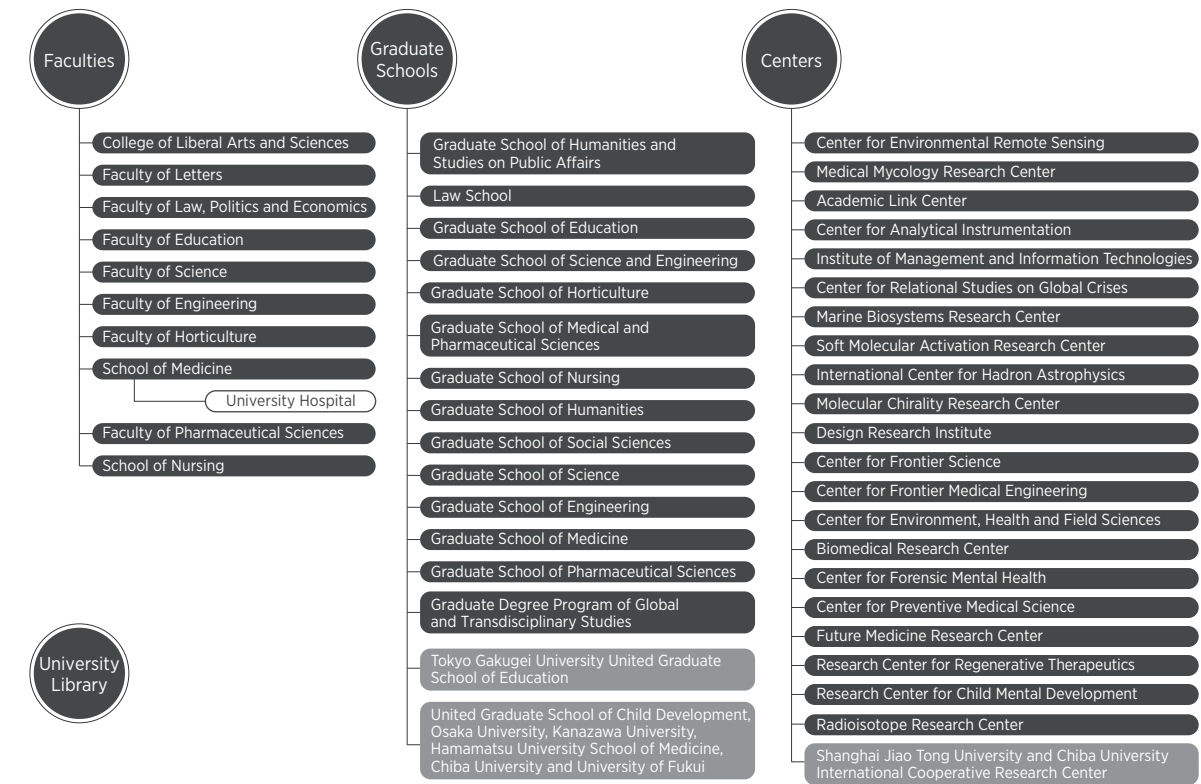 Faculties
College of Liberal Arts and Sciences
Faculty of Letters
Faculty of Law, Politics and Economics
Faculty of Education
Faculty of Science
Faculty of Engineering
Faculty of Horticulture
School of Medicine
University Hospital
Faculty of Pharmaceutical Sciences
School of Nursing
University
Library
Graduate
Schools
Graduate School of Humanities and
Studies on Public Affairs
Law School
Graduate School of Education
Graduate School of Science and Engineering
Graduate School of Horticulture
Graduate School of Medical and
Pharmaceutical Sciences
Graduate School of Nursing
Graduate School of Humanities
Graduate School of Social Sciences
Graduate School of Science
Graduate School of Engineering
Graduate School of Medicine
Graduate School of Pharmaceutical Sciences
Graduate Degree Program of Global
and Transdisciplinary Studies
Tokyo Gakugei University United Graduate
School of Education
United Graduate School of Child Development,
Osaka University, Kanazawa University,
Hamamatsu University School of Medicine,
Chiba University and University of Fukui
Centers
Center for Environmental Remote Sensing
Medical Mycology Research Center
Academic Link Center
Center for Analytical Instrumentation
Institute of Management and Information Technologies
Center for Relational Studies on Global Crises
Marine Biosystems Research Center
Soft Molecular Activation Research Center
International Center for Hadron Astrophysics
Molecular Chirality Research Center
Design Research Institute
Center for Frontier Science
Center for Frontier Medical Engineering
Center for Environment, Health and Field Sciences
Biomedical Research Center
Center for Forensic Mental Health
Center for Preventive Medical Science
Future Medicine Research Center
Research Center for Regenerative Therapeutics
Research Center for Child Mental Development
Radioisotope Research Center
Shanghai Jiao Tong University and Chiba University
International Cooperative Research Center